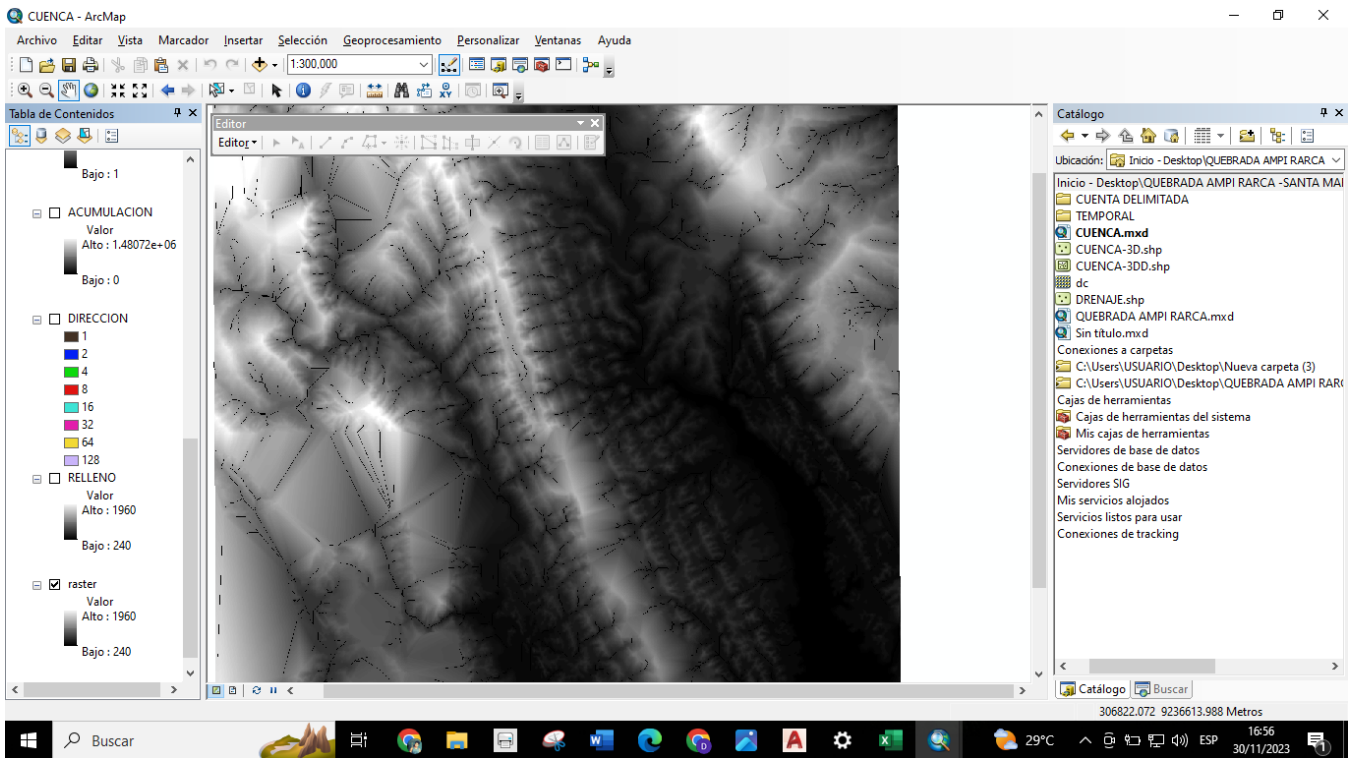 CUENCA - ArcMap
Archivo Editar Vista Marcador Insertar Selección Geoprocesamiento Personalizar Ventanas Ayuda
1:300,000
Tabla de Contenidos
Bajo : 1
ACUMULACION
Valor
Alto : 1.48072e+06
Bajo : 0
DIRECCION
1
2
4
8
16
32
64
128
RELLENO
Valor
Alto : 1960
Bajo : 240
raster
Valor
Alto : 1960
Bajo : 240
Editor
Editor
Catálogo
Ubicación: Inicio - Desktop\QUEBRADA AMPI RARCA
Inicio - Desktop\QUEBRADA AMPI RARCA -SANTA MAI
CUENTA DELIMITADA
TEMPORAL
CUENCA.mxd
CUENCA-3D.shp
CUENCA-3DD.shp
dc
DRENAJE.shp
QUEBRADA AMPI RARCA.mxd
Sin título.mxd
Conexiones a carpetas
C:\Users\USUARIO\Desktop\Nueva carpeta (3)
C:\Users\USUARIO\Desktop\QUEBRADA AMPI RAR
Cajas de herramientas
Cajas de herramientas del sistema
Mis cajas de herramientas
Servidores de base de datos
Conexiones de base de datos
Servidores SIG
Mis servicios alojados
Servicios listos para usar
Conexiones de tracking
Catálogo Buscar
306822.072 9236613.988 Metros
Buscar
29°C
ESP
16:56
30/11/2023
1